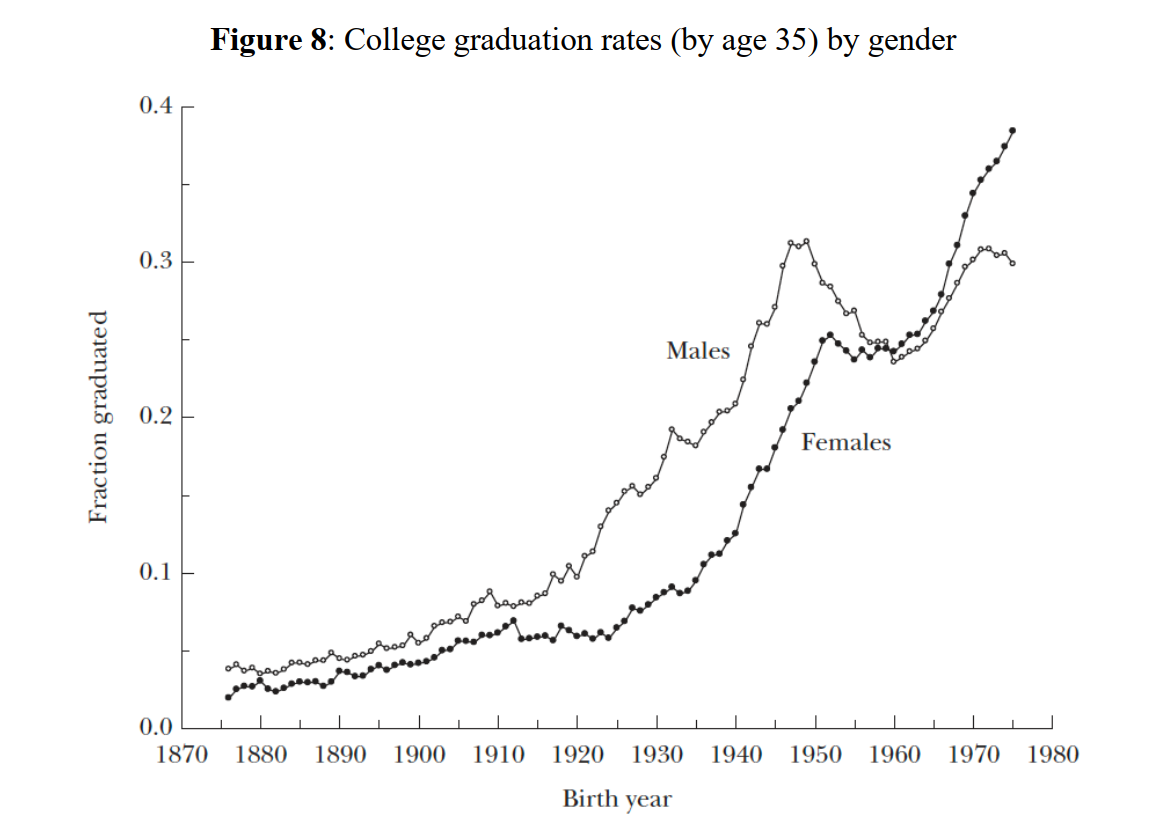 Figure 8: College graduation rates (by age 35) by gender
0.4
0.3
0.2
0.1
0.0
Fraction graduated
Males
Females
1870 1880 1890 1900 1910 1920 1930 1940 1950 1960 1970 1980
Birth year